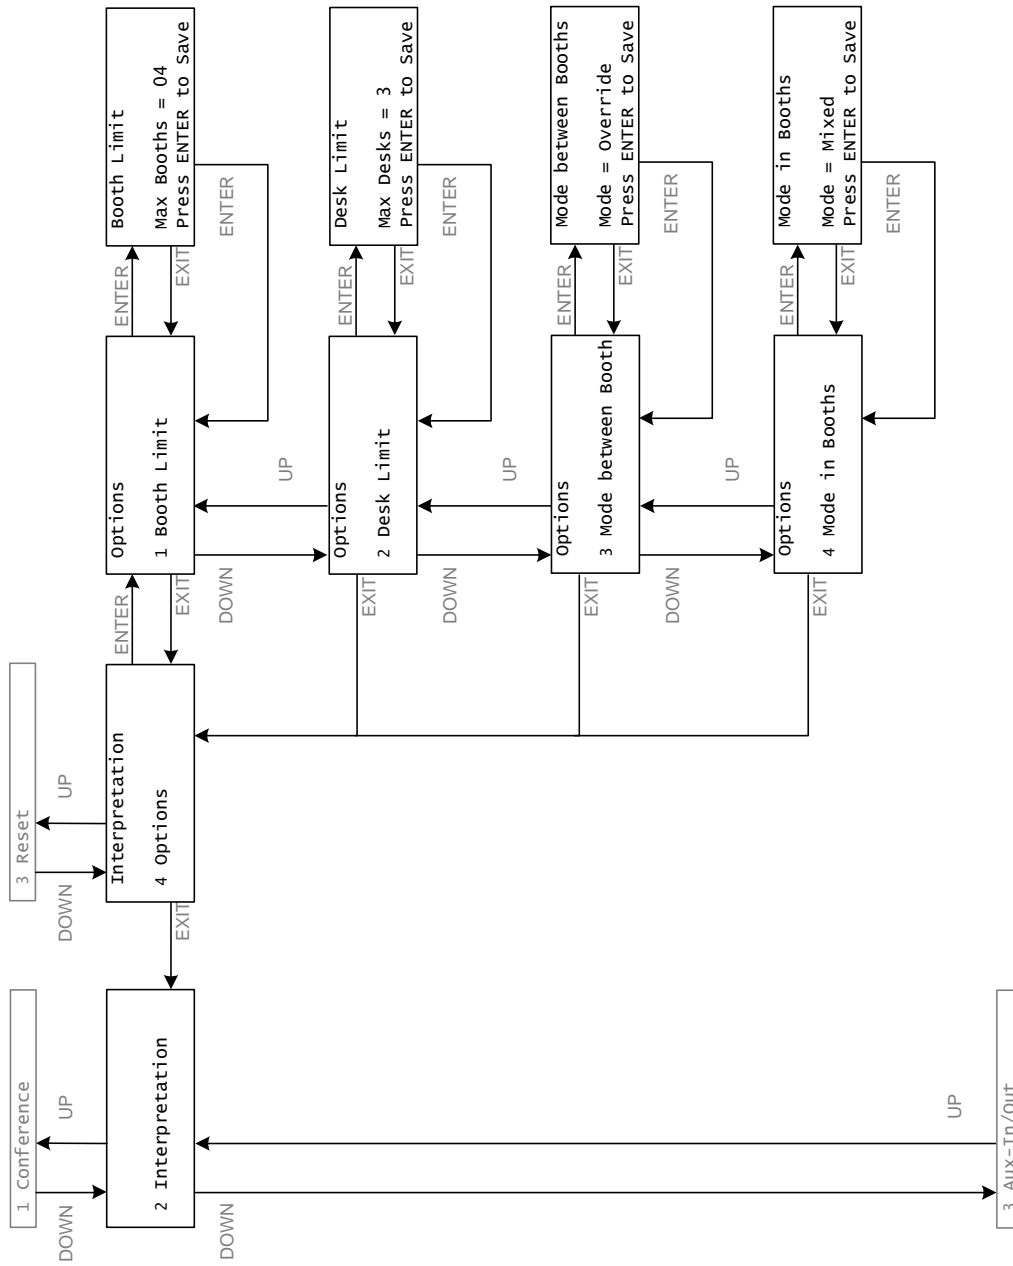 1 Conference
DOWN
UP
3 Reset
DOWN
UP
2 Interpretation
EXIT
Interpretation
4 Options
ENTER
EXIT
Options
1 Booth Limit
ENTER
EXIT
Booth Limit
Max Booths = 04
Press ENTER to Save
DOWN
DOWN
UP
ENTER
EXIT
Options
2 Desk Limit
ENTER
EXIT
Desk Limit
Max Desks = 3
Press ENTER to Save
DOWN
UP
ENTER
EXIT
Options
3 Mode between Booth
ENTER
EXIT
Mode between Booths
Mode = Override
Press ENTER to Save
DOWN
UP
ENTER
EXIT
Options
4 Mode in Booths
ENTER
EXIT
Mode in Booths
Mode = Mixed
Press ENTER to Save
ENTER
UP
3 Aux-In/Out